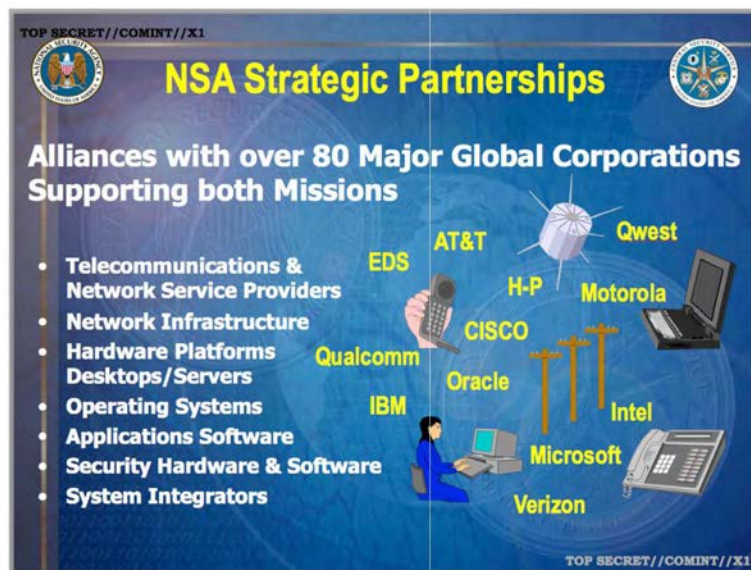 TOP SECRET//COMINT//X1
NSA Strategic Partnerships
Alliances with over 80 Major Global Corporations
Supporting both Missions
• Telecommunications &
Network Service Providers
• Network Infrastructure
• Hardware Platforms
Desktops/Servers
• Operating Systems
• Applications Software
• Security Hardware & Software
• System Integrators
AT&T
Qwest
EDS
H-P
Motorola
CISCO
Qualcomm
Oracle
IBM
Intel
Microsoft
Verizon
TOP SECRET//COMINT//X1